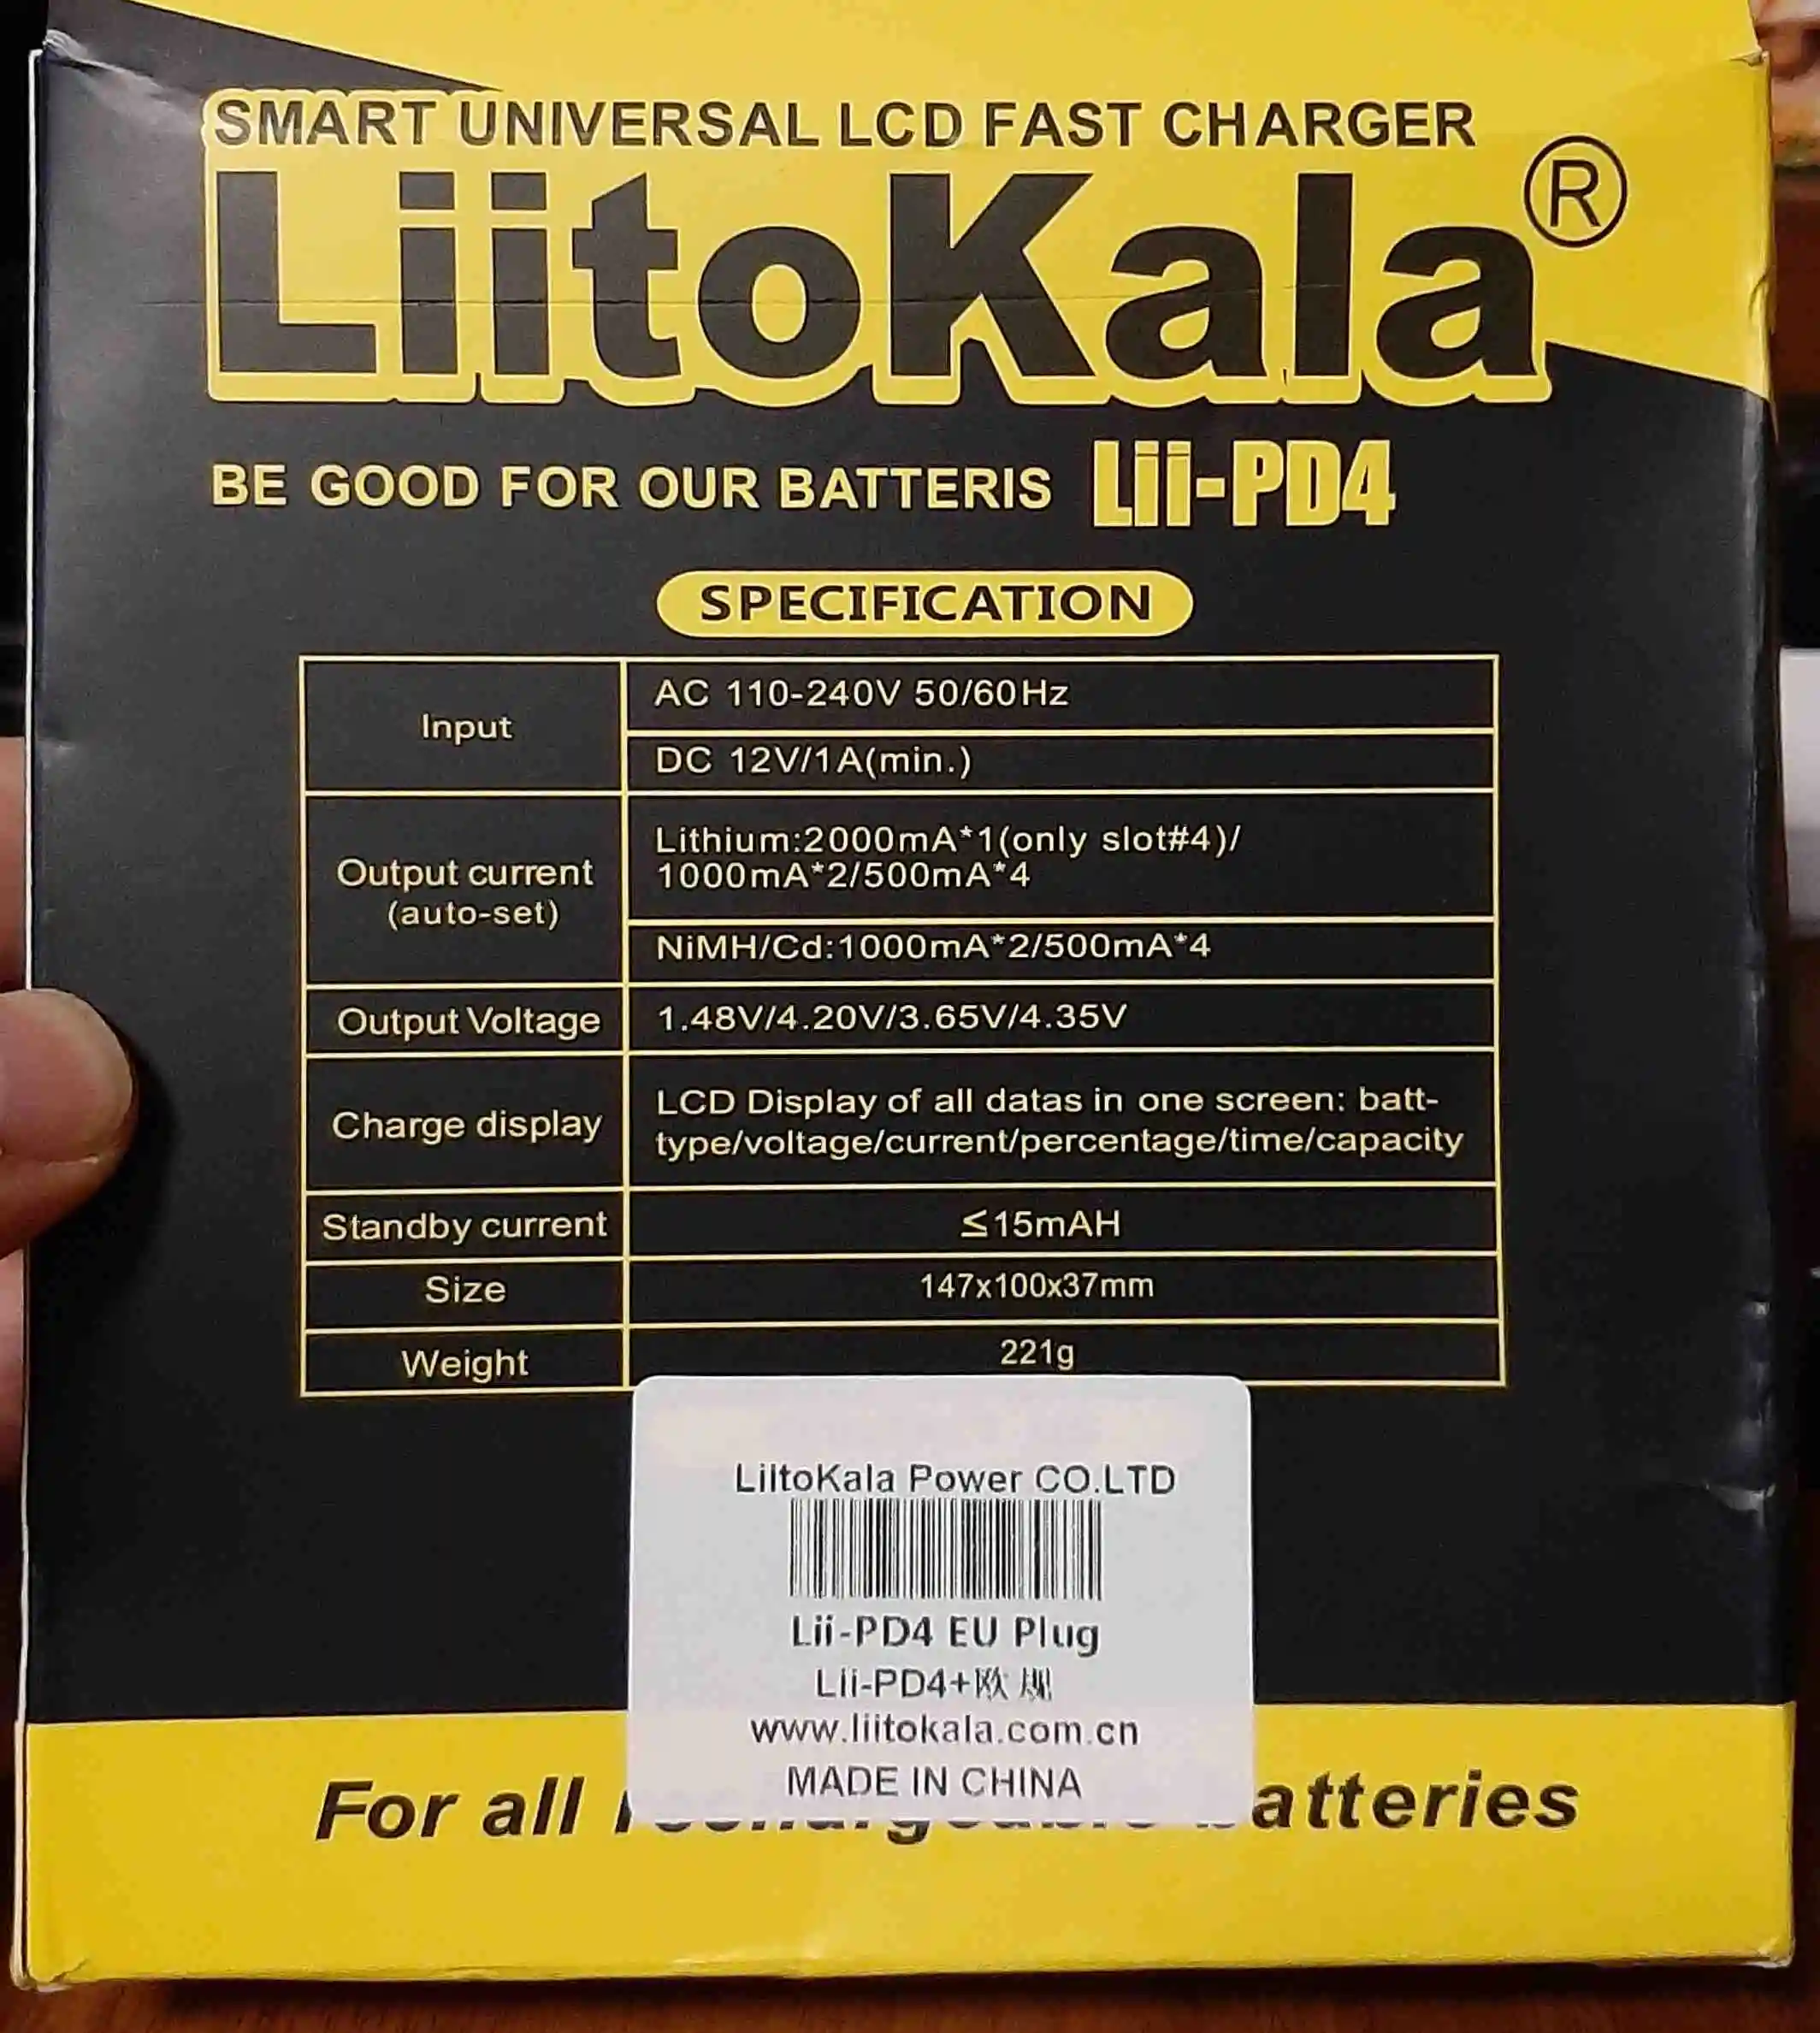 SMART UNIVERSAL LCD FAST CHARGER
LiitoKala®
BE GOOD FOR OUR BATTERIS Lii-PD4
SPECIFICATION
Input
AC 110-240V 50/60Hz
DC 12V/1A(min.)
Output current
(auto-set)
Lithium:2000mA*1(only slot#4)/
1000mA*2/500mA*4
NiMH/Cd:1000mA*2/500mA*4
Output Voltage
1.48V/4.20V/3.65V/4.35V
Charge display
LCD Display of all datas in one screen: batt-
type/voltage/current/percentage/time/capacity
Standby current
≤15mAH
Size
147x100x37mm
Weight
221g
LiitoKala Power CO.LTD
Lii-PD4 EU Plug
Lii-PD4+欧规
www.liitokala.com.cn
MADE IN CHINA
For all atteries